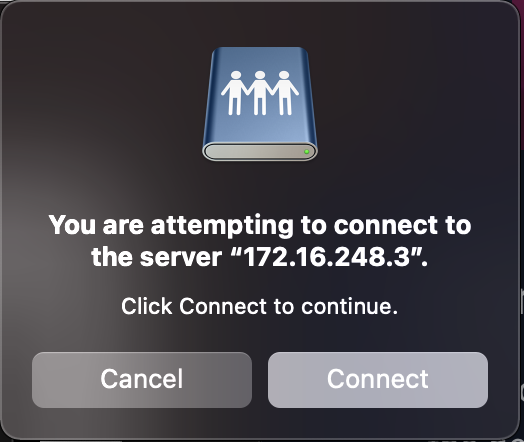 You are attempting to connect to
the server “172.16.248.3”.
Click Connect to continue.
Cancel
Connect